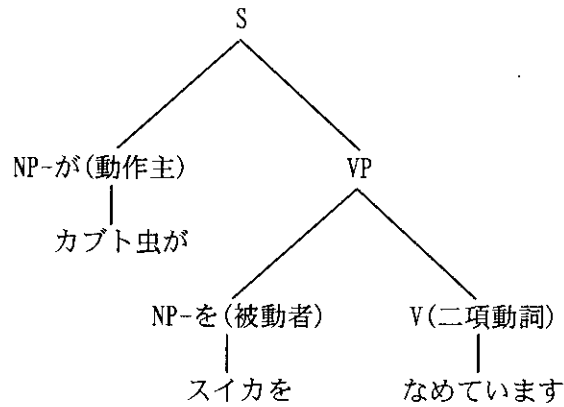 S
NP-が(動作主) VP
カブト虫が
NP-を(被動者) V(二項動詞)
スイカを なめています